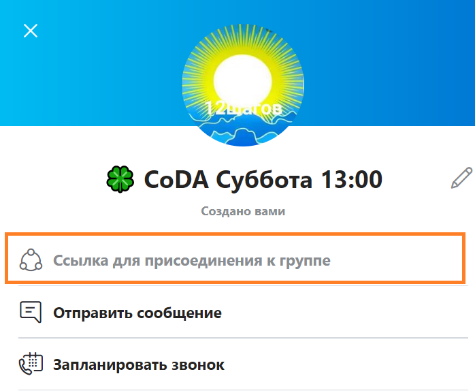 12шагов
🍀 CoDA Суббота 13:00
Создано вами
Ссылка для присоединения к группе
Отправить сообщение
Запланировать звонок